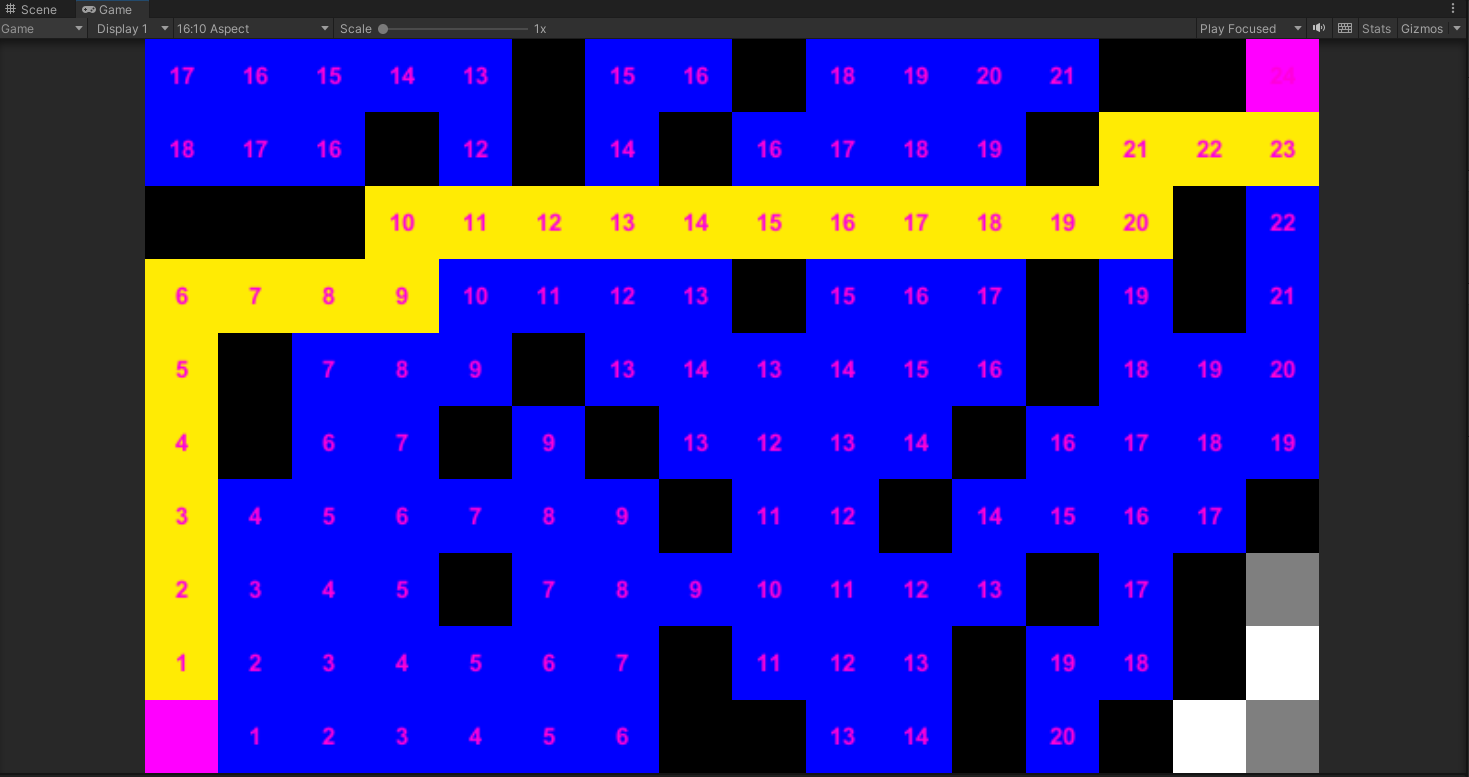 Scene Game
Game Display 1 16:10 Aspect Scale 1x Play Focused Stats Gizmos
17 16 15 14 13 15 16 18 19 20 21 24
18 17 16 12 14 16 17 18 19 21 22 23
10 11 12 13 14 15 16 17 18 19 20 22
6 7 8 9 10 11 12 13 15 16 17 19 21
5 7 8 9 13 14 13 14 15 16 18 19 20
4 6 7 9 13 12 13 14 16 17 18 19
3 4 5 6 7 8 9 11 12 14 15 16 17
2 3 4 5 7 8 9 10 11 12 13 17
1 2 3 4 5 6 7 11 12 13 19 18
1 2 3 4 5 6 13 14 20